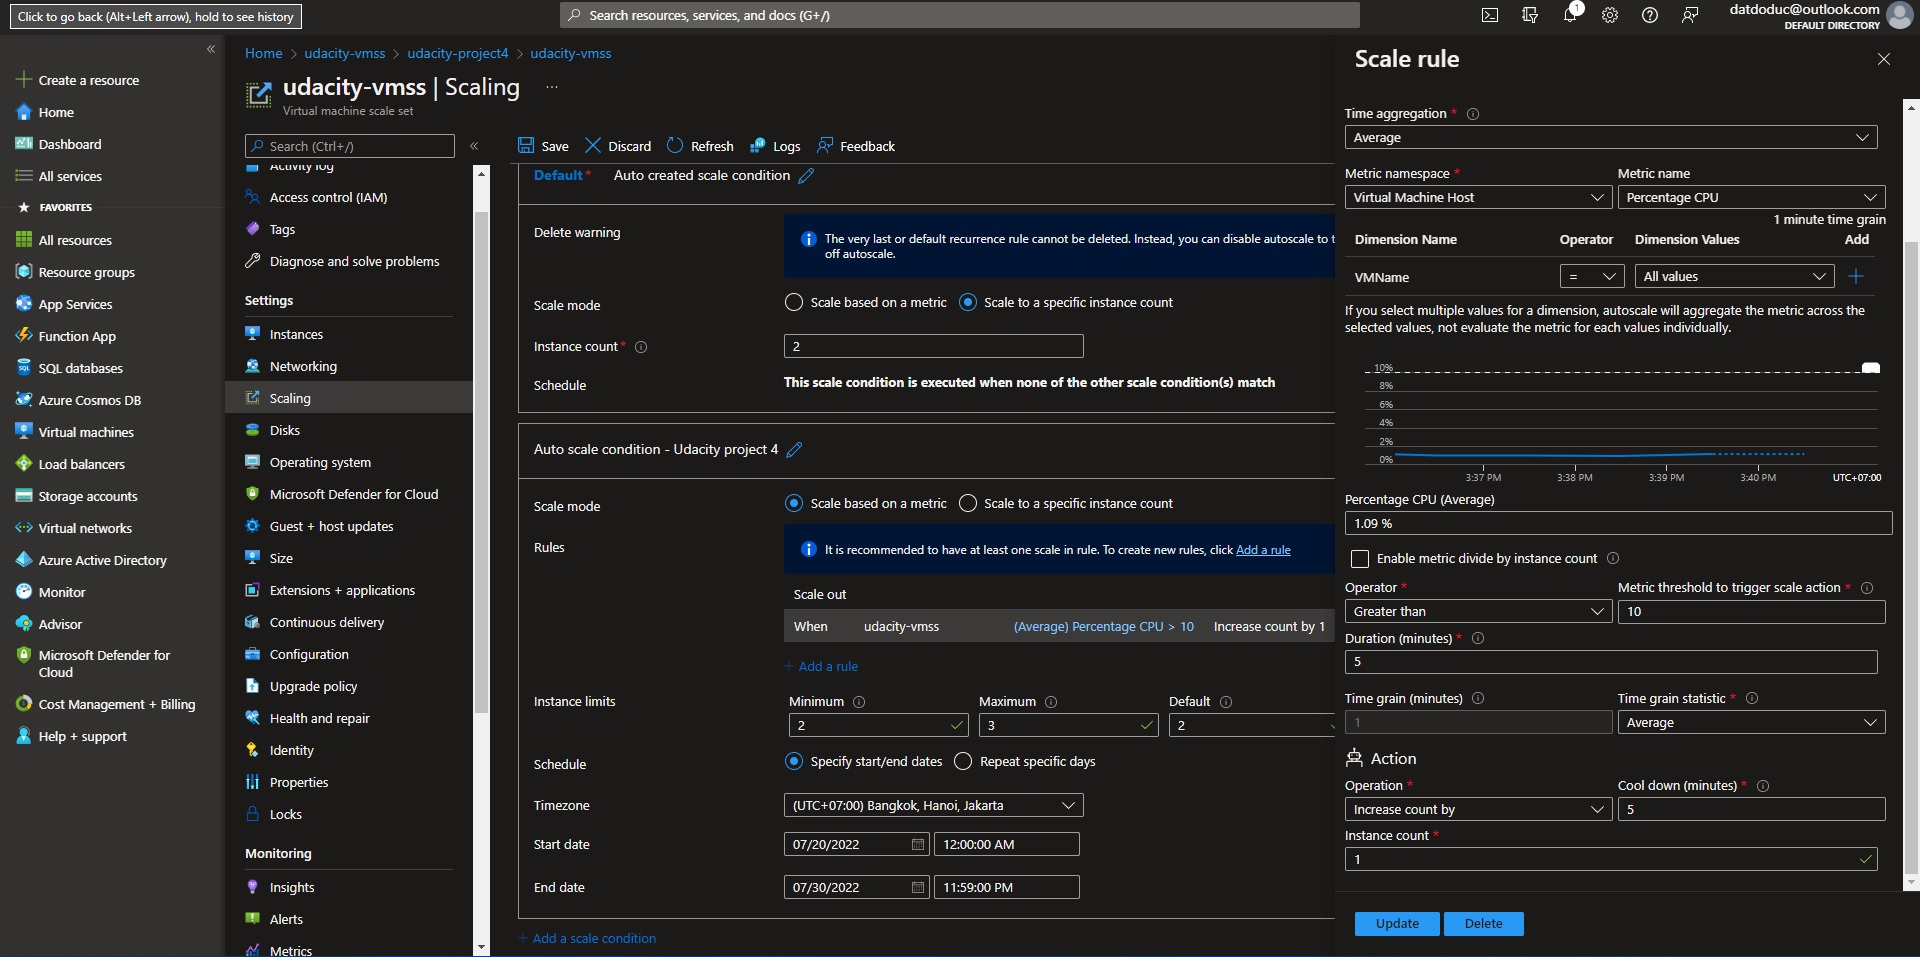 Click to go back (Alt+Left arrow), hold to see history
Search resources, services, and docs (G+/)
1
datdoduc@outlook.com
DEFAULT DIRECTORY
Create a resource
Home
Dashboard
All services
FAVORITES
All resources
Resource groups
App Services
Function App
SQL databases
Azure Cosmos DB
Virtual machines
Load balancers
Storage accounts
Virtual networks
Azure Active Directory
Monitor
Advisor
Microsoft Defender for
Cloud
Cost Management + Billing
Help + support
Home > udacity-vmss > udacity-project4 > udacity-vmss
udacity-vmss | Scaling ...
Virtual machine scale set
Search (Ctrl+/)
Activity log
Access control (IAM)
Tags
Diagnose and solve problems
Settings
Instances
Networking
Scaling
Disks
Operating system
Microsoft Defender for Cloud
Guest + host updates
Size
Extensions + applications
Continuous delivery
Configuration
Upgrade policy
Health and repair
Identity
Properties
Locks
Monitoring
Insights
Alerts
Metrics
Save Discard Refresh Logs Feedback
Default* Auto created scale condition
Delete warning
The very last or default recurrence rule cannot be deleted. Instead, you can disable autoscale to t
off autoscale.
Scale mode
Scale based on a metric Scale to a specific instance count
Instance count* 2
Schedule
This scale condition is executed when none of the other scale condition(s) match
Auto scale condition - Udacity project 4
Scale mode
Scale based on a metric Scale to a specific instance count
Rules
It is recommended to have at least one scale in rule. To create new rules, click Add a rule
Scale out
When udacity-vmss (Average) Percentage CPU > 10 Increase count by 1
+ Add a rule
Instance limits
Minimum Maximum Default
2 3 2
Schedule
Specify start/end dates Repeat specific days
Timezone
(UTC+07:00) Bangkok, Hanoi, Jakarta
Start date
07/20/2022 12:00:00 AM
End date
07/30/2022 11:59:00 PM
+ Add a scale condition
Scale rule
Time aggregation *
Average
Metric namespace * Metric name
Virtual Machine Host Percentage CPU
1 minute time grain
Dimension Name Operator Dimension Values Add
VMName = All values +
If you select multiple values for a dimension, autoscale will aggregate the metric across the
selected values, not evaluate the metric for each values individually.
10%
8%
6%
4%
2%
0%
3:37 PM 3:38 PM 3:39 PM 3:40 PM UTC+07:00
Percentage CPU (Average)
1.09 %
Enable metric divide by instance count
Operator * Metric threshold to trigger scale action *
Greater than 10
Duration (minutes) *
5
Time grain (minutes) Time grain statistic *
1 Average
Action
Operation * Cool down (minutes) *
Increase count by 5
Instance count *
1
Update Delete